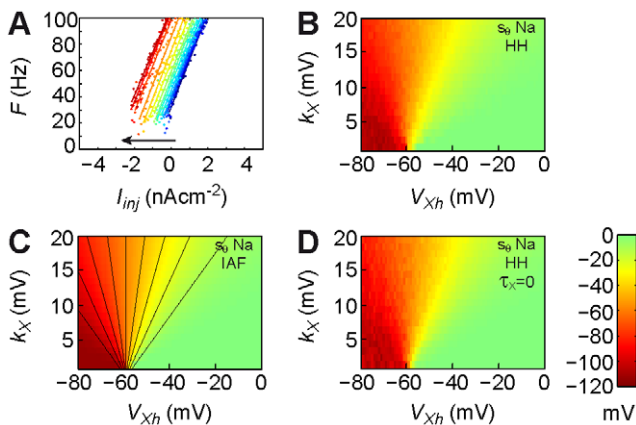 A
100
80
60
40
20
0
F (Hz)
-4 -2 0 2 4
I_inj (nAcm⁻²)
B
20
15
10
5
k_X (mV)
s_θ Na
HH
-80 -60 -40 -20 0
V_Xh (mV)
C
20
15
10
5
k_X (mV)
s_θ Na
IAF
-80 -60 -40 -20 0
V_Xh (mV)
D
20
15
10
5
k_X (mV)
s_θ Na
HH
τ_X=0
-80 -60 -40 -20 0
V_Xh (mV)
0
-20
-40
-60
-80
-100
-120
mV